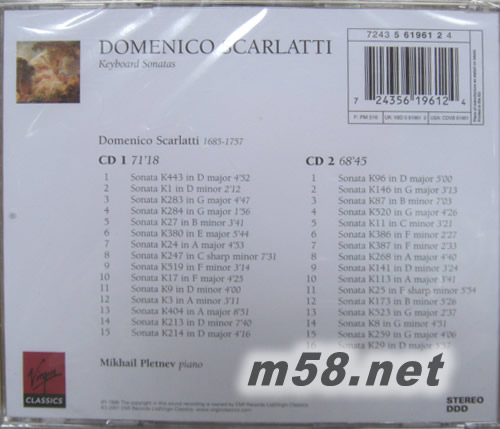 DOMENICO SCARLATTI
Keyboard Sonatas
7243 5 61961 2 4
7 24356 19612 4
Domenico Scarlatti 1685-1757
CD 1 71'18
1 Sonata K443 in D major 4'52
2 Sonata K1 in D minor 2'12
3 Sonata K283 in G major 4'47
4 Sonata K284 in G major 1'56
5 Sonata K27 in B minor 3'41
6 Sonata K380 in E major 5'44
7 Sonata K24 in A major 4'53
8 Sonata K247 in C sharp minor 7'31
9 Sonata K519 in F minor 3'14
10 Sonata K17 in F major 4'23
11 Sonata K9 in D minor 4'00
12 Sonata K3 in A minor 3'11
13 Sonata K404 in A major 8'51
14 Sonata K213 in D minor 7'40
15 Sonata K214 in D major 4'16
CD 2 68'45
1 Sonata K96 in D major 5'00
2 Sonata K146 in G major 3'13
3 Sonata K87 in B minor 7'03
4 Sonata K520 in G major 4'26
5 Sonata K11 in C minor 3'21
6 Sonata K386 in F minor 2'27
7 Sonata K387 in F minor 2'33
8 Sonata K268 in A major 4'40
9 Sonata K141 in D minor 3'24
10 Sonata K113 in A major 3'41
11 Sonata K25 in F sharp minor 5'54
12 Sonata K173 in B minor 5'26
13 Sonata K523 in G major 2'37
14 Sonata K8 in G minor 4'51
15 Sonata K259 in G major 4'06
16 Sonata K29 in D major
Mikhail Pletnev piano
m58.net
Virgin
CLASSICS
STEREO
DDD